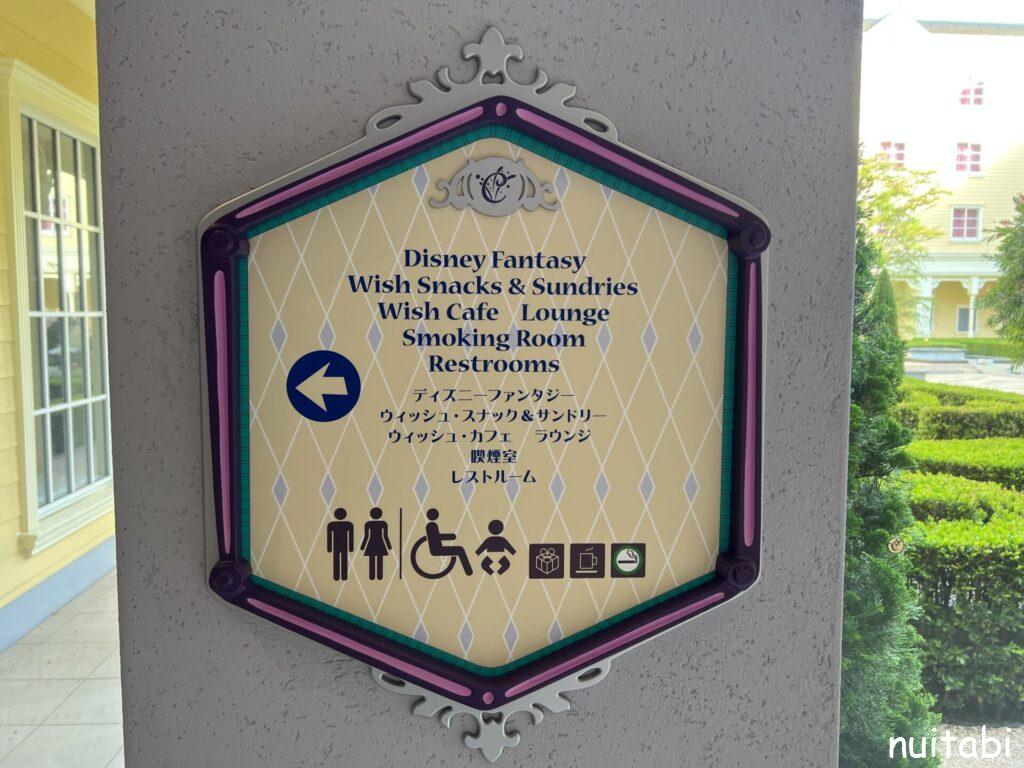 Disney Fantasy
Wish Snacks & Sundries
Wish Cafe Lounge
Smoking Room
Restrooms
ディズニーファンタジー
ウィッシュ・スナック&サンドリー
ウィッシュ・カフェ ラウンジ
喫煙室
レストルーム
nuitabi